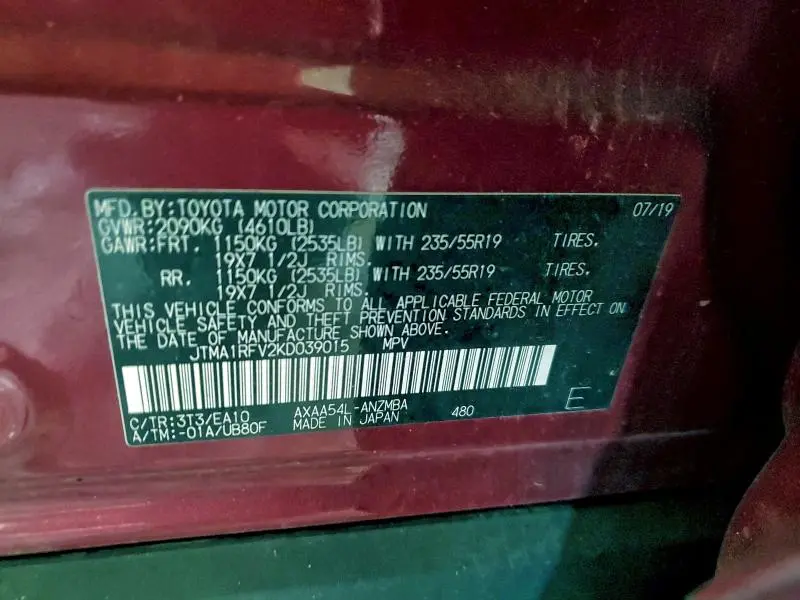 MFD.BY:TOYOTA MOTOR CORPORATION 07/19
GVWR:2090KG (4610LB)
GAWR:FRT. 1150KG (2535LB) WITH 235/55R19 TIRES,
19X7 1/2J RIMS.
RR. 1150KG (2535LB) WITH 235/55R19 TIRES,
19X7 1/2J RIMS.
THIS VEHICLE CONFORMS TO ALL APPLICABLE FEDERAL MOTOR
VEHICLE SAFETY AND THEFT PREVENTION STANDARDS IN EFFECT ON
THE DATE OF MANUFACTURE SHOWN ABOVE.
JTMA1RFV2KD039015 MPV
C/TR:3T3/EA10 AXAA54L-ANZMBA 480 E
A/TM:-01A/UB80F MADE IN JAPAN